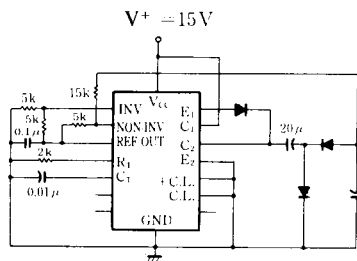 V⁺ =15V
15k
5k
5k
0.1μ
5k
2k
0.01μ
INV
NON INV
REF OUT
R_T
C_T
V_CC
GND
E₁
C₁
C₂
E₂
+C.L.
C.L.
20μ